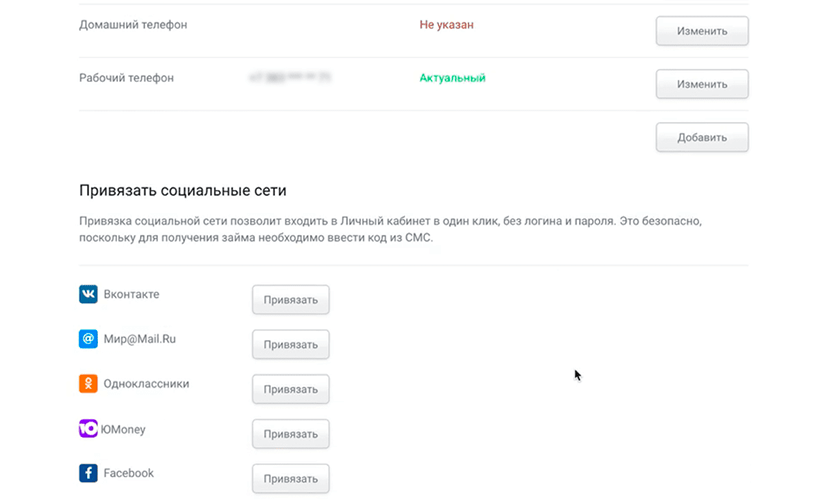 Домашний телефон Не указан Изменить
Рабочий телефон Актуальный Изменить
Добавить
Привязать социальные сети
Привязка социальной сети позволит входить в Личный кабинет в один клик, без логина и пароля. Это безопасно,
поскольку для получения займа необходимо ввести код из СМС.
Вконтакте Привязать
Мир@Mail.Ru Привязать
Одноклассники Привязать
ЮMoney Привязать
Facebook Привязать